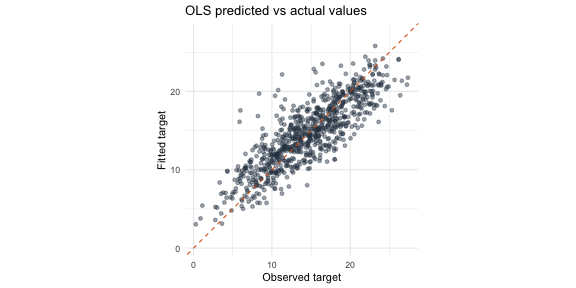 OLS predicted vs actual values
Fitted target
20
10
0
0 10 20
Observed target